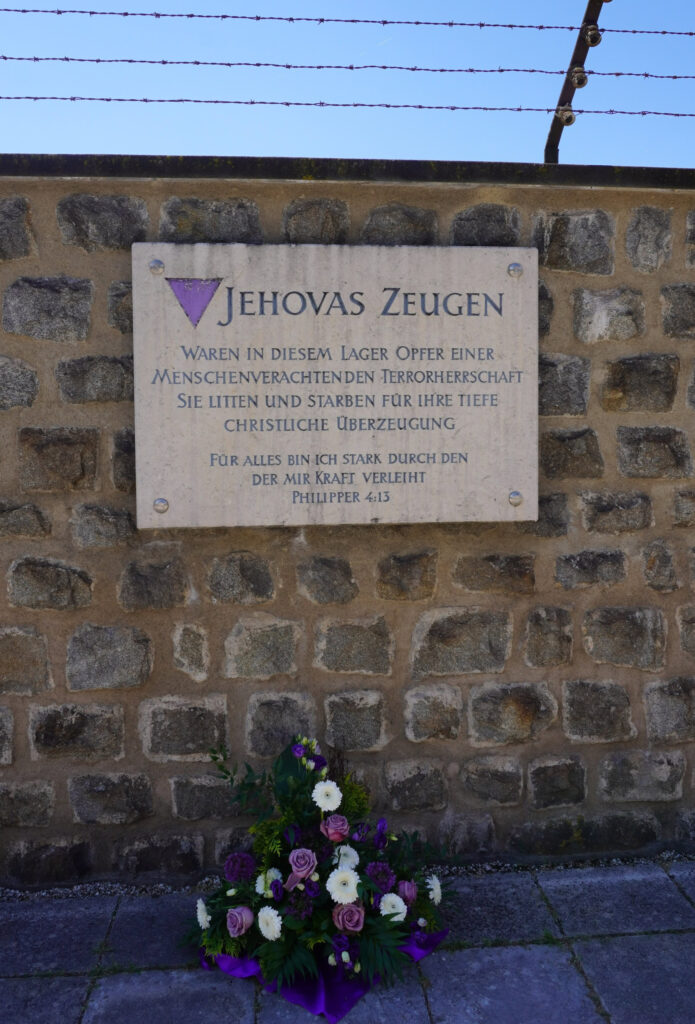 JEHOVAS ZEUGEN
WAREN IN DIESEM LAGER OPFER EINER
MENSCHENVERACHTENDEN TERRORHERRSCHAFT
SIE LITTEN UND STARBEN FÜR IHRE TIEFE
CHRISTLICHE ÜBERZEUGUNG
FÜR ALLES BIN ICH STARK DURCH DEN
DER MIR KRAFT VERLEIHT
PHILIPPER 4:13